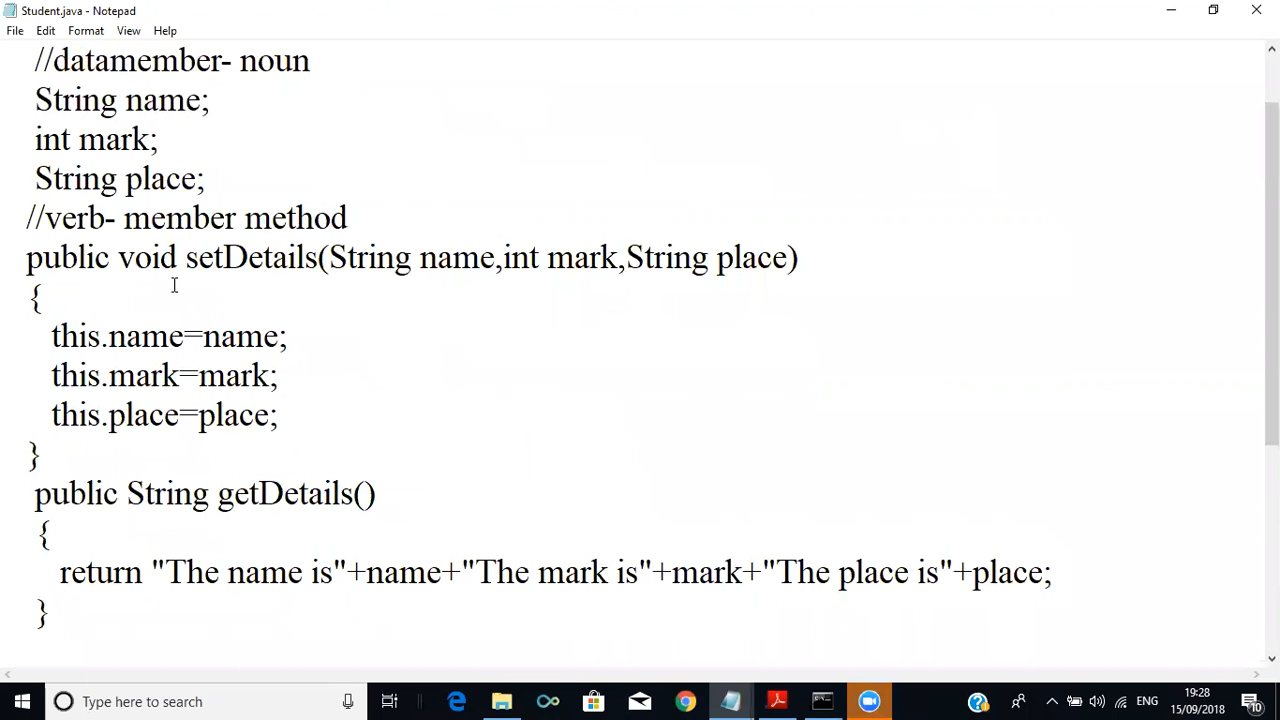 Student.java - Notepad
File Edit Format View Help
//datamember- noun
String name;
int mark;
String place;
//verb- member method
public void setDetails(String name,int mark,String place)
{
this.name=name;
this.mark=mark;
this.place=place;
}
public String getDetails()
{
return "The name is"+name+"The mark is"+mark+"The place is"+place;
}
Type here to search
ENG
19:28
15/09/2018
10